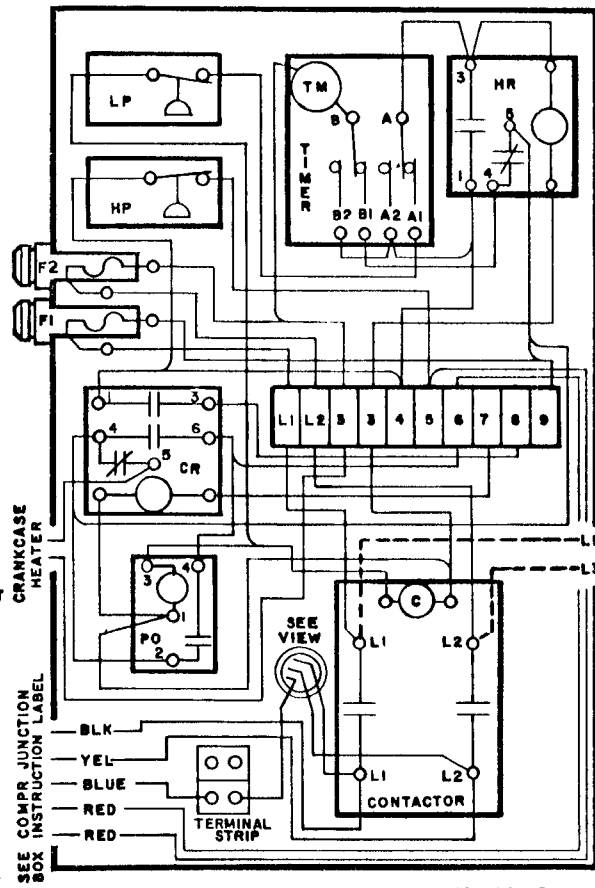 LP
HP
TM
B A
TIMER
B2 B1 A2 A1
3 HR
5
1 4
F2
F1
L1 L2 3 3 4 5 6 7 8 9
1 3
4 6
5 CR
3 4
1
PO
2
CRANKCASE
HEATER
SEE
VIEW
C
L1 L2
L1 L2
CONTACTOR
TERMINAL
STRIP
BLK
YEL
BLUE
RED
RED
SEE COMPR JUNCTION
BOX INSTRUCTION LABEL